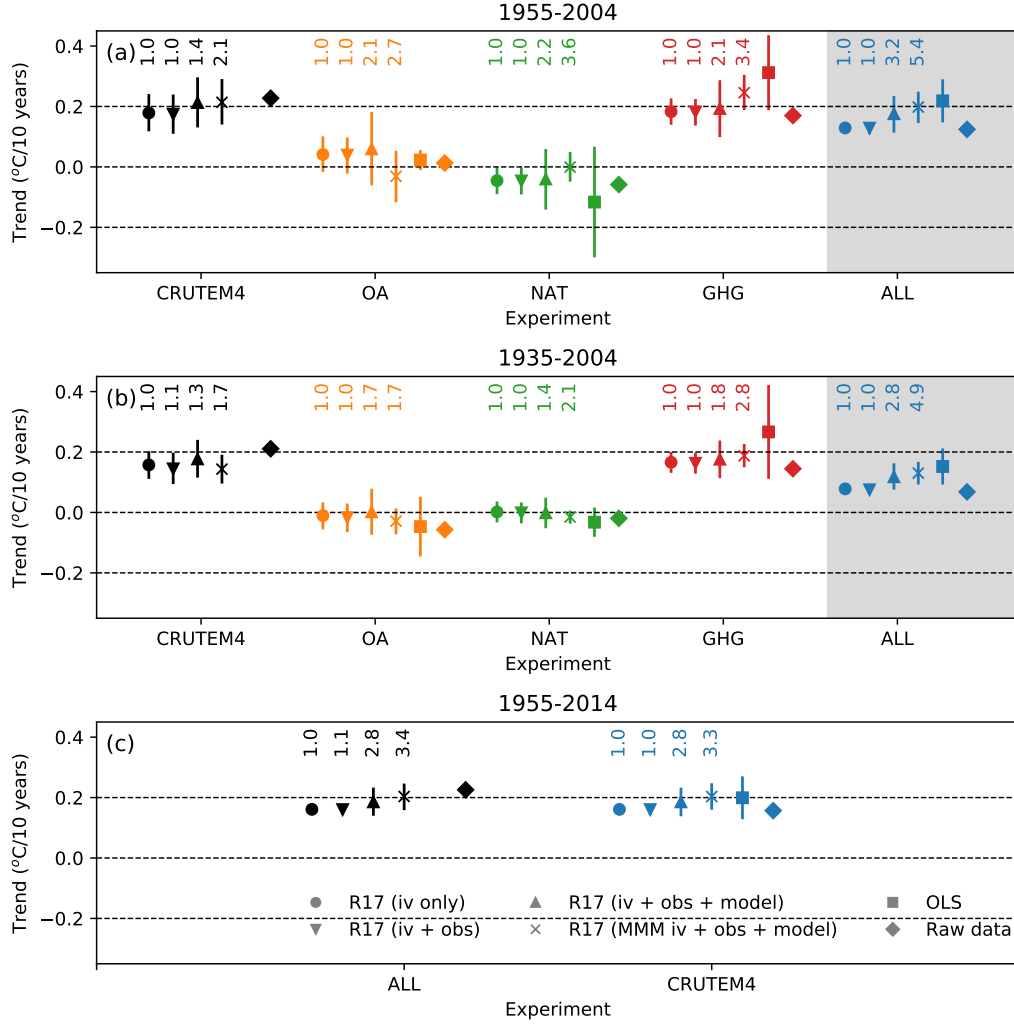 1955-2004
(a)
1.0 1.0 1.4 2.1 1.0 1.0 2.1 2.7 1.0 1.0 2.2 3.6 1.0 1.0 2.1 3.4 1.0 1.0 3.2 5.4
0.4
0.2
0.0
−0.2
Trend (°C/10 years)
CRUTEM4 OA NAT GHG ALL
Experiment
1935-2004
(b)
1.0 1.1 1.3 1.7 1.0 1.0 1.7 1.7 1.0 1.0 1.4 2.1 1.0 1.0 1.8 2.8 1.0 1.0 2.8 4.9
0.4
0.2
0.0
−0.2
Trend (°C/10 years)
CRUTEM4 OA NAT GHG ALL
Experiment
1955-2014
(c)
1.0 1.1 2.8 3.4 1.0 1.0 2.8 3.3
0.4
0.2
0.0
−0.2
Trend (°C/10 years)
R17 (iv only) R17 (iv + obs + model) OLS
R17 (iv + obs) R17 (MMM iv + obs + model) Raw data
ALL CRUTEM4
Experiment